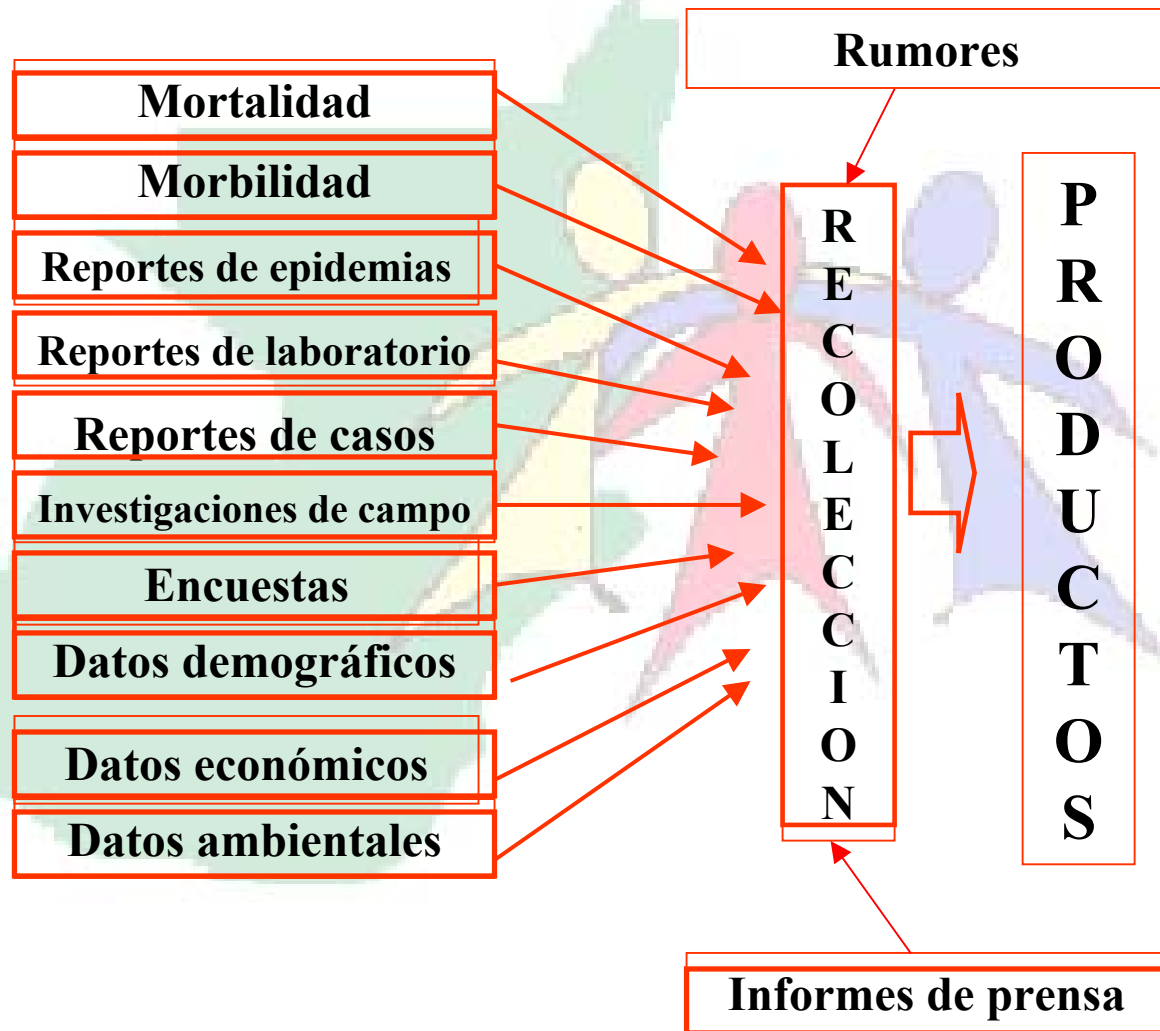 Rumores
Mortalidad
Morbilidad
Reportes de epidemias
Reportes de laboratorio
Reportes de casos
Investigaciones de campo
Encuestas
Datos demográficos
Datos económicos
Datos ambientales
RECOLECCION
PRODUCTOS
Informes de prensa